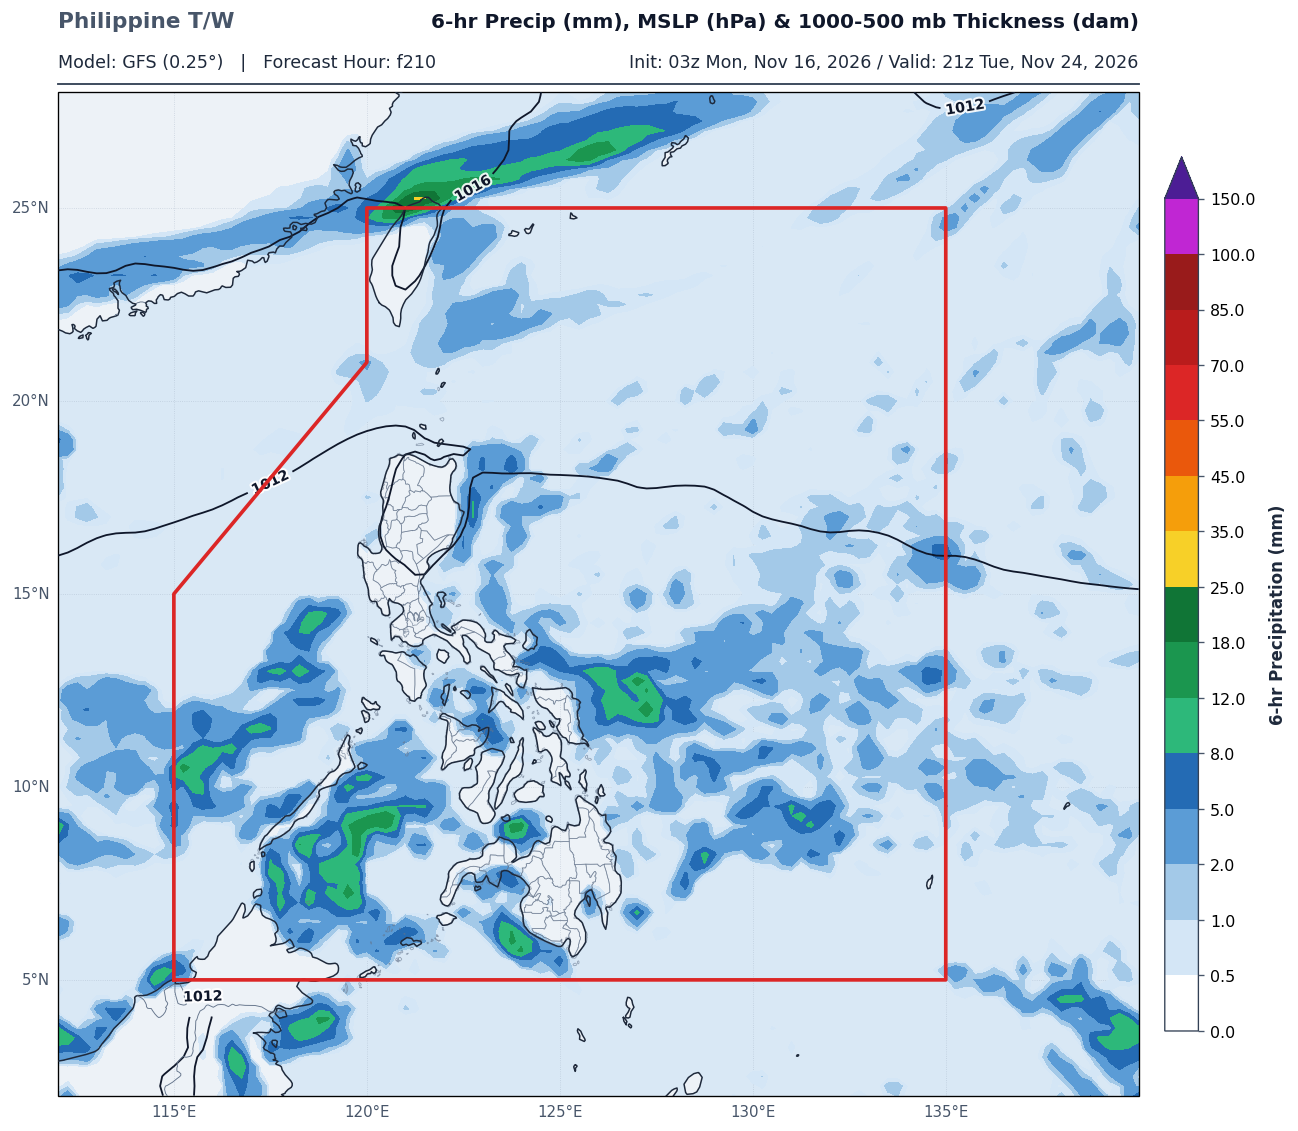 Philippine T/W
6-hr Precip (mm), MSLP (hPa) & 1000-500 mb Thickness (dam)
Model: GFS (0.25°) | Forecast Hour: f210
Init: 03z Mon, Nov 16, 2026 / Valid: 21z Tue, Nov 24, 2026
1012
1016
1012
1012
25°N
20°N
15°N
10°N
5°N
115°E
120°E
125°E
130°E
135°E
150.0
100.0
85.0
70.0
55.0
45.0
35.0
25.0
18.0
12.0
8.0
5.0
2.0
1.0
0.5
0.0
6-hr Precipitation (mm)